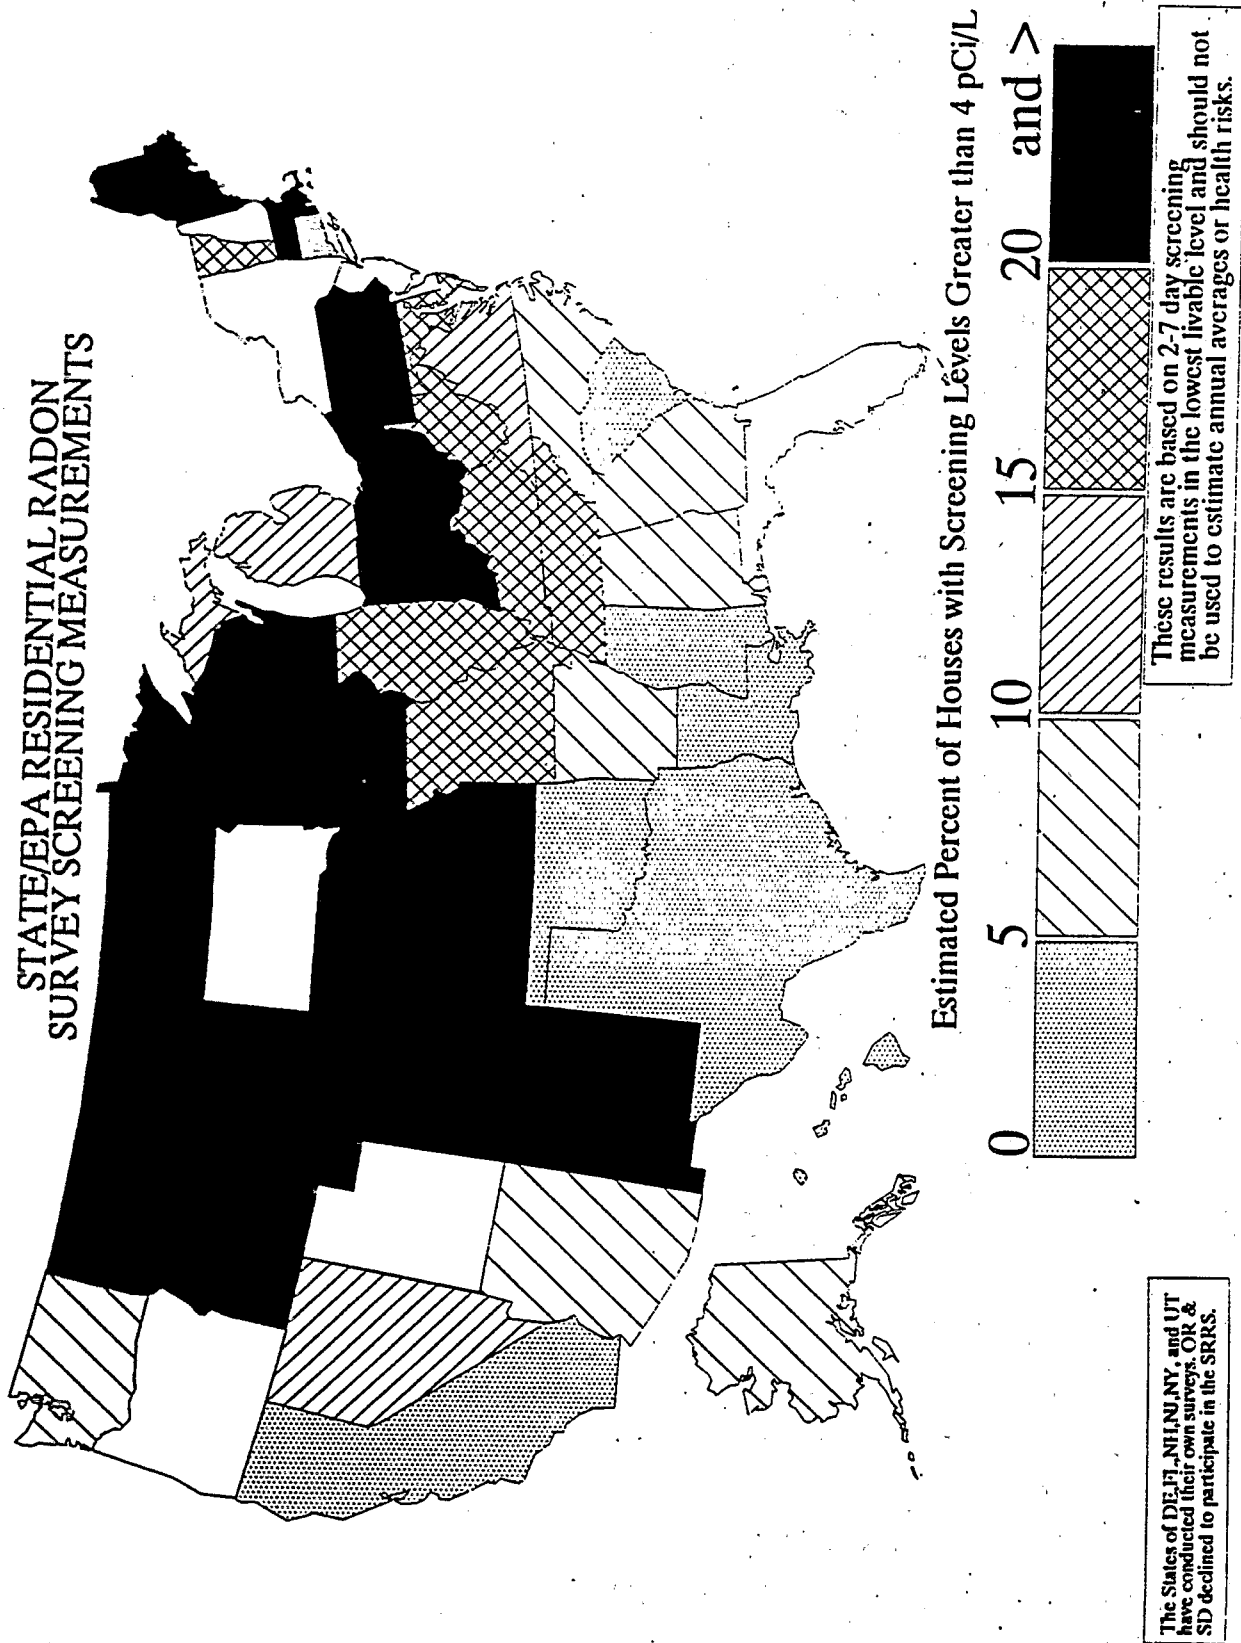 STATE/EPA RESIDENTIAL RADON
SURVEY SCREENING MEASUREMENTS
Estimated Percent of Houses with Screening Levels Greater than 4 pCi/L
0 5 10 15 20 and >
The States of DE,FL,NH,NJ,NY, and UT
have conducted their own surveys. OR &
SD declined to participate in the SRRS.
These results are based on 2-7 day screening
measurements in the lowest livable level and should not
be used to estimate annual averages or health risks.